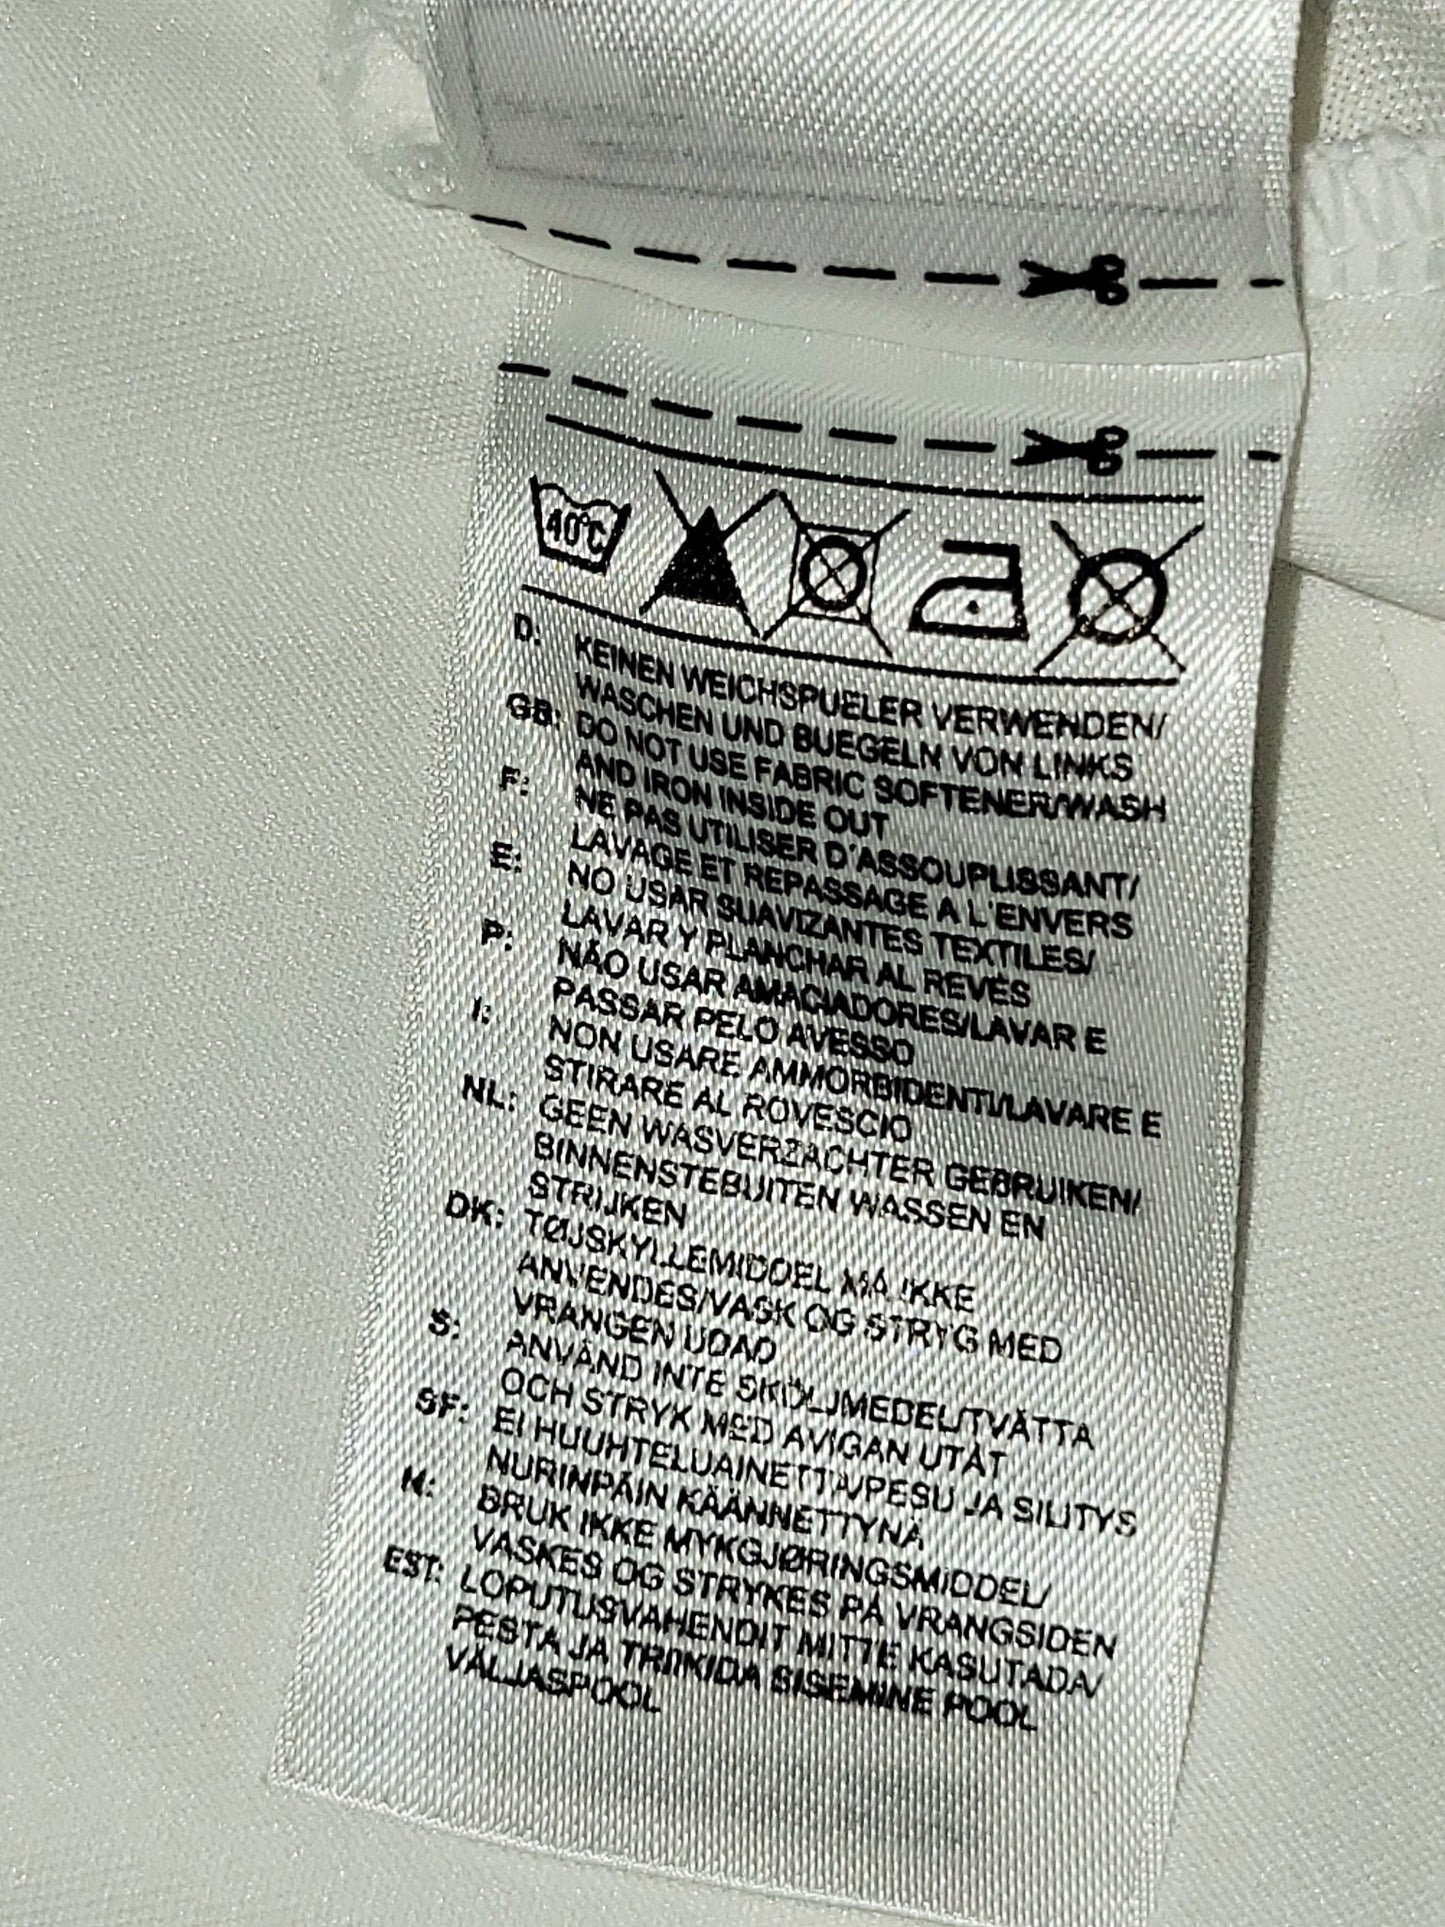 40°C
D: KEINEN WEICHSPUELER VERWENDEN/
WASCHEN UND BUEGELN VON LINKS
GB: DO NOT USE FABRIC SOFTENER/WASH
AND IRON INSIDE OUT
F: NE PAS UTILISER D'ASSOUPLISSANT/
LAVAGE ET REPASSAGE A L'ENVERS
E: NO USAR SUAVIZANTES TEXTILES/
LAVAR Y PLANCHAR AL REVÉS
P: NÃO USAR AMACIADORES/LAVAR E
PASSAR PELO AVESSO
I: NON USARE AMMORBIDENTI/LAVARE E
STIRARE AL ROVESCIO
NL: GEEN WASVERZACHTER GEBRUIKEN/
BINNENSTEBUITEN WASSEN EN
STRIJKEN
DK: TØJSKYLLEMIDDEL MÅ IKKE
ANVENDES/VASK OG STRYG MED
VRANGEN UDAD
S: ANVÄND INTE SKÖLJMEDEL/TVÄTTA
OCH STRYK MED AVIGAN UTÅT
SF: EI HUUHTELUAINETTA/PESU JA SILITYS
NURINPÄIN KÄÄNNETTYNÄ
N: BRUK IKKE MYKGJØRINGSMIDDEL/
VASKES OG STRYKES PÅ VRANGSIDEN
EST: LOPUTUSVAHENDIT MITTE KASUTADA/
PESTA JA TRIIKIDA SISEMINE POOL
VÄLJASPOOL